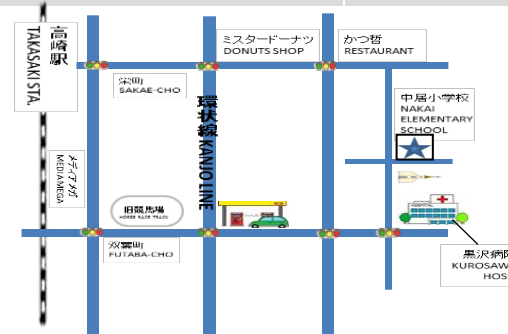 高崎駅
TAKASAKI STA.
ミスタードーナツ
DONUTS SHOP
かつ哲
RESTAURANT
栄町
SAKAE-CHO
環状線 KANJO LINE
中居小学校
NAKAI
ELEMENTARY
SCHOOL
メディアメガ
MEDIAMEGA
旧競馬場
HORSE RACE TRACK
双葉町
FUTABA-CHO
HOSPITAL
黒沢病院
KUROSAW
HOS